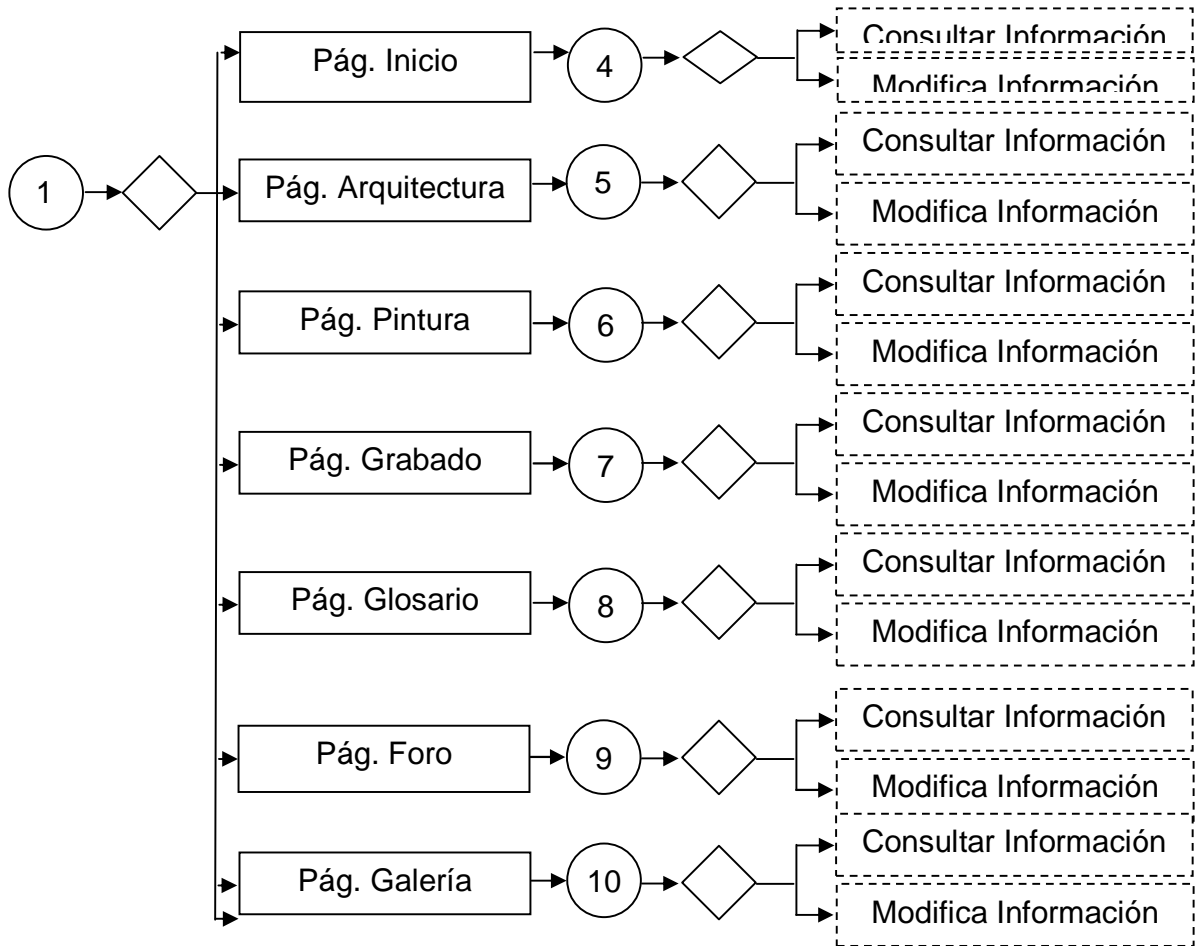 Consultar Información
Pág. Inicio
4
Modifica Información
Consultar Información
1
Pág. Arquitectura
5
Modifica Información
Consultar Información
Pág. Pintura
6
Modifica Información
Consultar Información
Pág. Grabado
7
Modifica Información
Consultar Información
Pág. Glosario
8
Modifica Información
Consultar Información
Pág. Foro
9
Modifica Información
Consultar Información
Pág. Galería
10
Modifica Información